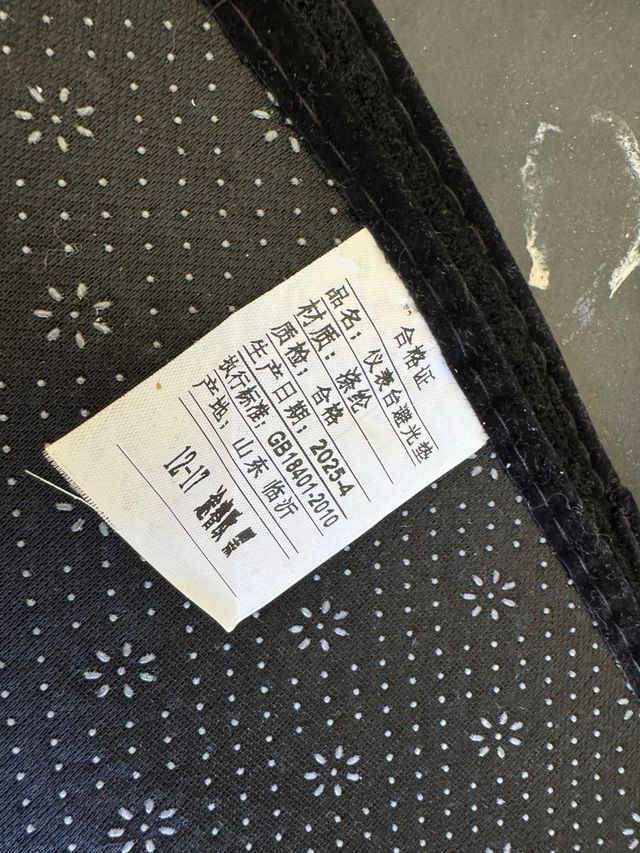 合格证
品名：仪表台避光垫
材质：涤纶
质检：合格
生产日期：2025-4
执行标准：GB18401-2010
产地：山东临沂
12-17